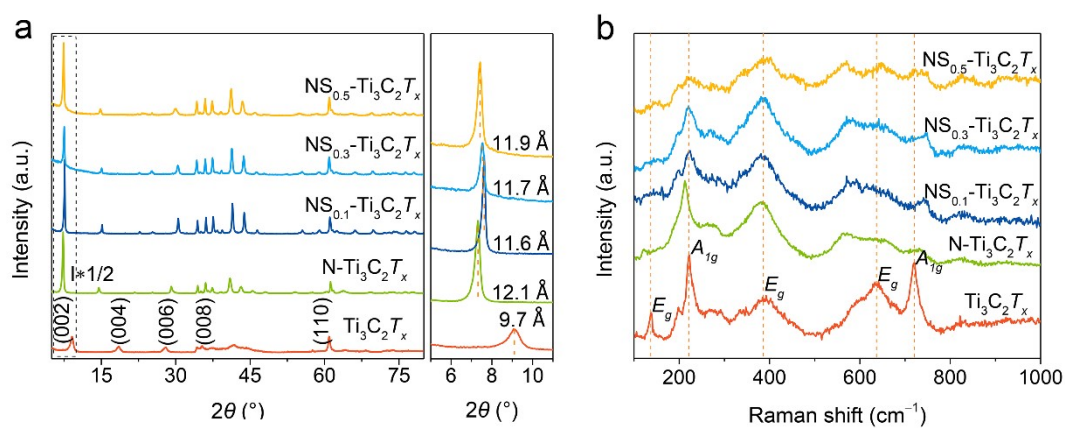 a
Intensity (a.u.)
NS0.5-Ti3C2Tx
NS0.3-Ti3C2Tx
NS0.1-Ti3C2Tx
I*1/2
N-Ti3C2Tx
(002)
(004)
(006)
(008)
(110)
Ti3C2Tx
15
30
45
60
75
2θ (°)
11.9 Å
11.7 Å
11.6 Å
12.1 Å
9.7 Å
6
8
10
2θ (°)
b
Intensity (a.u.)
NS0.5-Ti3C2Tx
NS0.3-Ti3C2Tx
NS0.1-Ti3C2Tx
N-Ti3C2Tx
A1g
Eg
A1g
Eg
Eg
Ti3C2Tx
200
400
600
800
1000
Raman shift (cm−1)